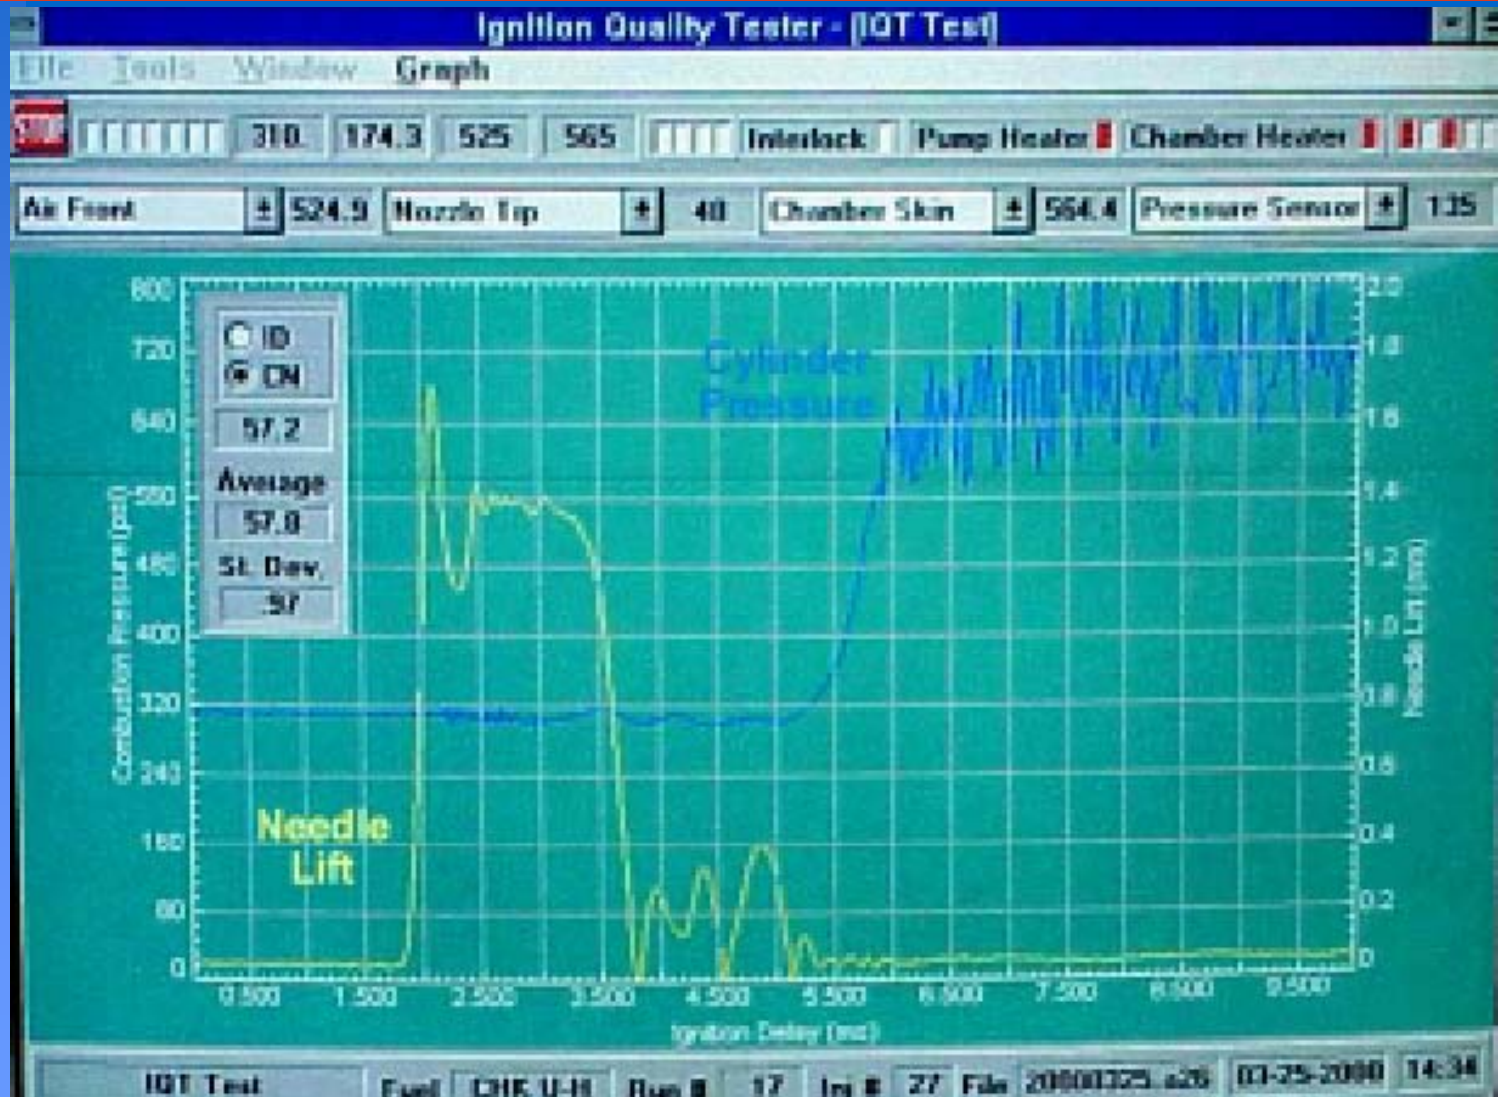 Ignition Quality Tester - [IQT Test]
File Tools Window Graph
STOP 310. 174.3 525 565 Interlock Pump Heater Chamber Heater
Air Front 524.9 Nozzle Tip 40 Chamber Skin 564.4 Pressure Sensor 135
800 2.0
ID
720 1.8
CN
Cylinder
Pressure
640 1.6
57.2
Average
560 1.4
57.8
480 1.2
St. Dev.
.97
400 1.0
320 0.8
240 0.6
160 0.4
80 0.2
0 0
Combustion Pressure (psi)
Needle Lift (mm)
Needle
Lift
0.500 1.500 2.500 3.500 4.500 5.500 6.500 7.500 8.500 9.500
Ignition Delay (ms)
IQT Test Fuel CHK U-H Run # 17 Inj # 27 File 20000325.a26 03-25-2000 14:34